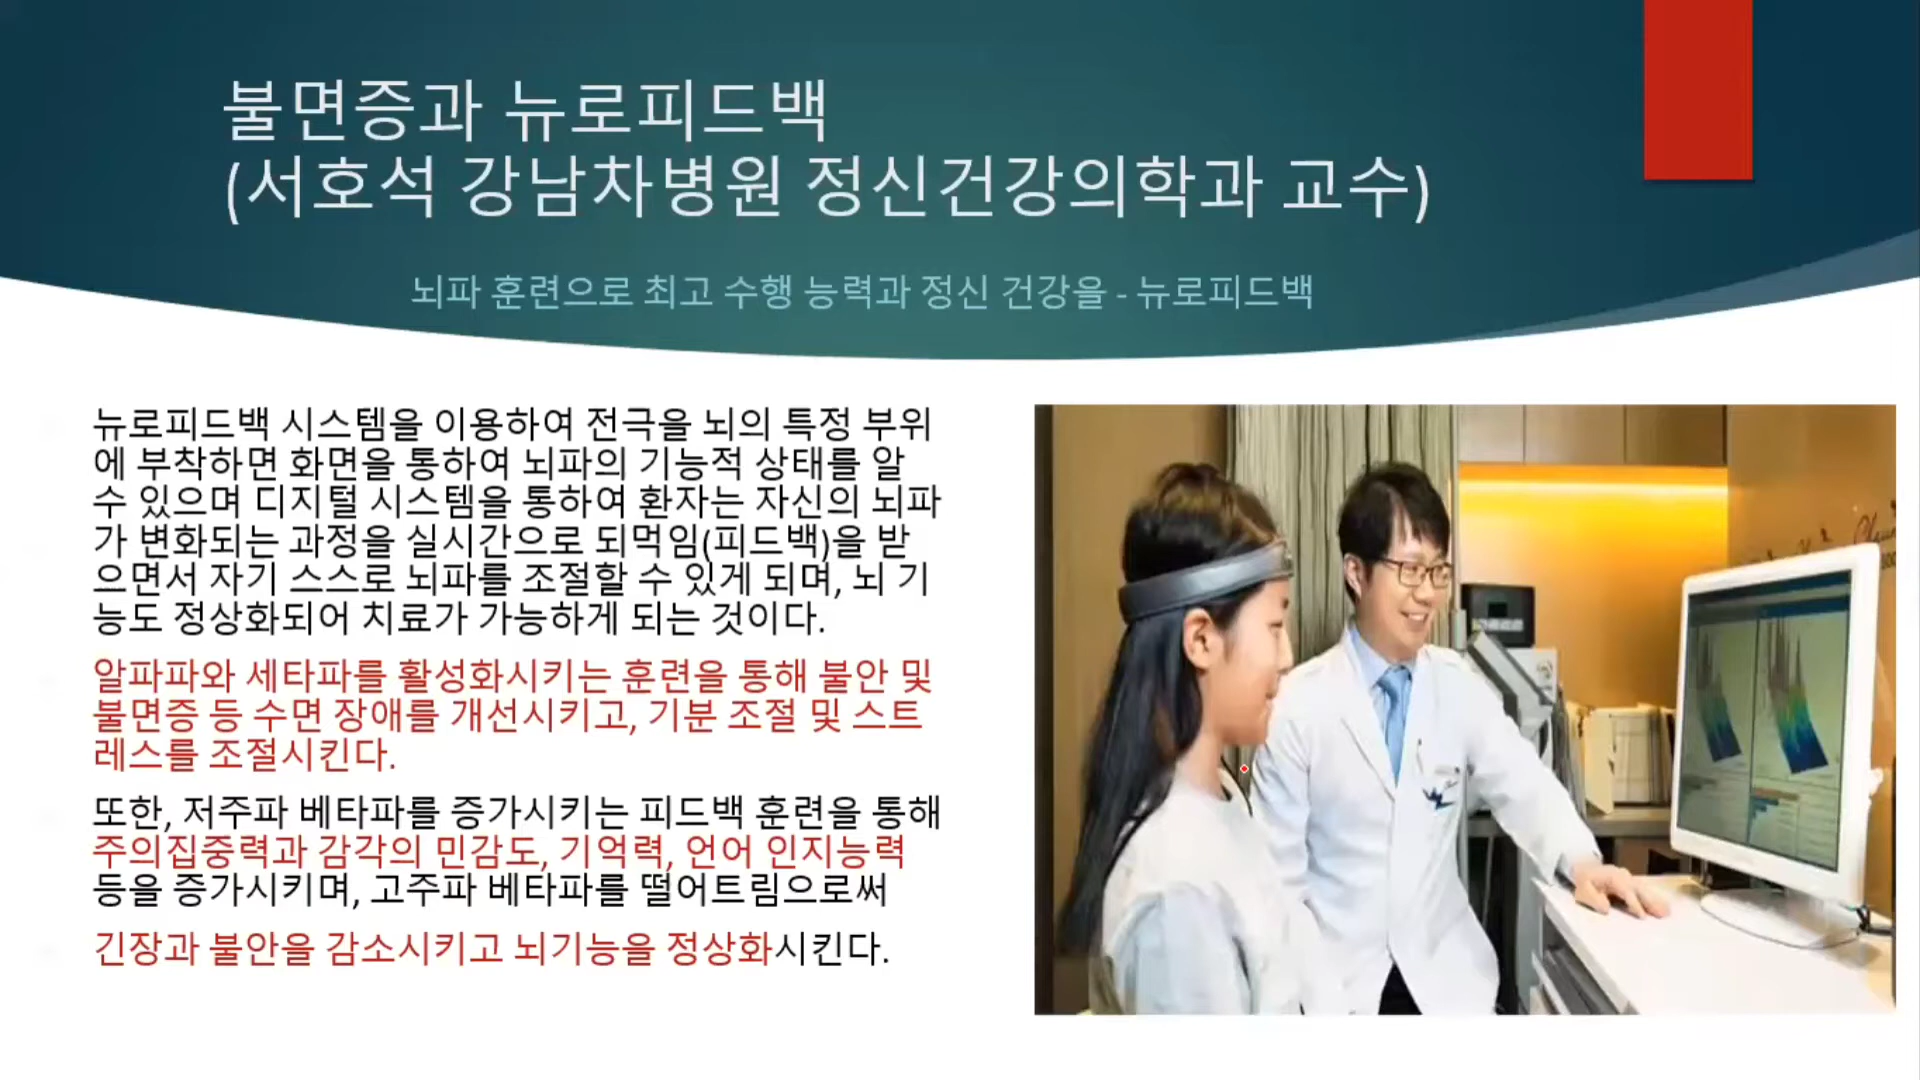 불면증과 뉴로피드백
(서호석 강남차병원 정신건강의학과 교수)
뇌파 훈련으로 최고 수행 능력과 정신 건강을 - 뉴로피드백
뉴로피드백 시스템을 이용하여 전극을 뇌의 특정 부위
에 부착하면 화면을 통하여 뇌파의 기능적 상태를 알
수 있으며 디지털 시스템을 통하여 환자는 자신의 뇌파
가 변화되는 과정을 실시간으로 되먹임(피드백)을 받
으면서 자기 스스로 뇌파를 조절할 수 있게 되며, 뇌 기
능도 정상화되어 치료가 가능하게 되는 것이다.
알파파와 세타파를 활성화시키는 훈련을 통해 불안 및
불면증 등 수면 장애를 개선시키고, 기분 조절 및 스트
레스를 조절시킨다.
또한, 저주파 베타파를 증가시키는 피드백 훈련을 통해
주의집중력과 감각의 민감도, 기억력, 언어 인지능력
등을 증가시키며, 고주파 베타파를 떨어트림으로써
긴장과 불안을 감소시키고 뇌기능을 정상화시킨다.